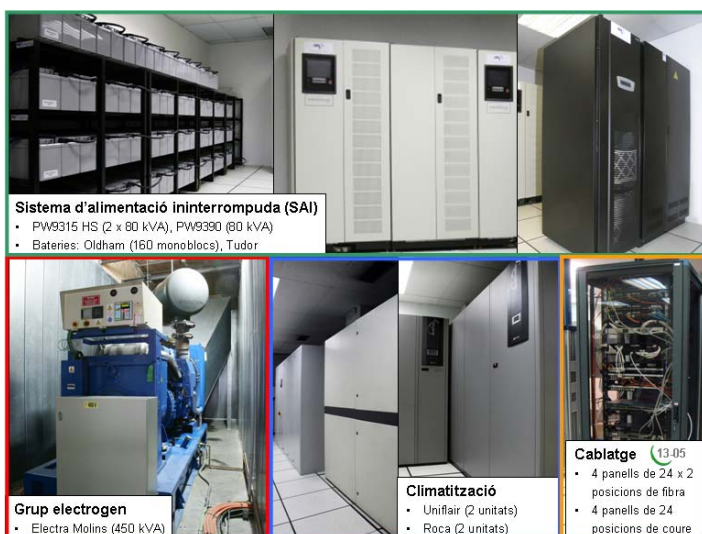 Sistema d'alimentació ininterrompuda (SAI)
▪ PW9315 HS (2 x 80 kVA), PW9390 (80 kVA)
▪ Bateries: Oldham (160 monoblocs), Tudor
Grup electrogen
▪ Electra Molins (450 kVA)
Climatització
▪ Uniflair (2 unitats)
▪ Roca (2 unitats)
Cablatge 13-05
▪ 4 panells de 24 x 2
posicions de fibra
▪ 4 panells de 24
posicions de coure